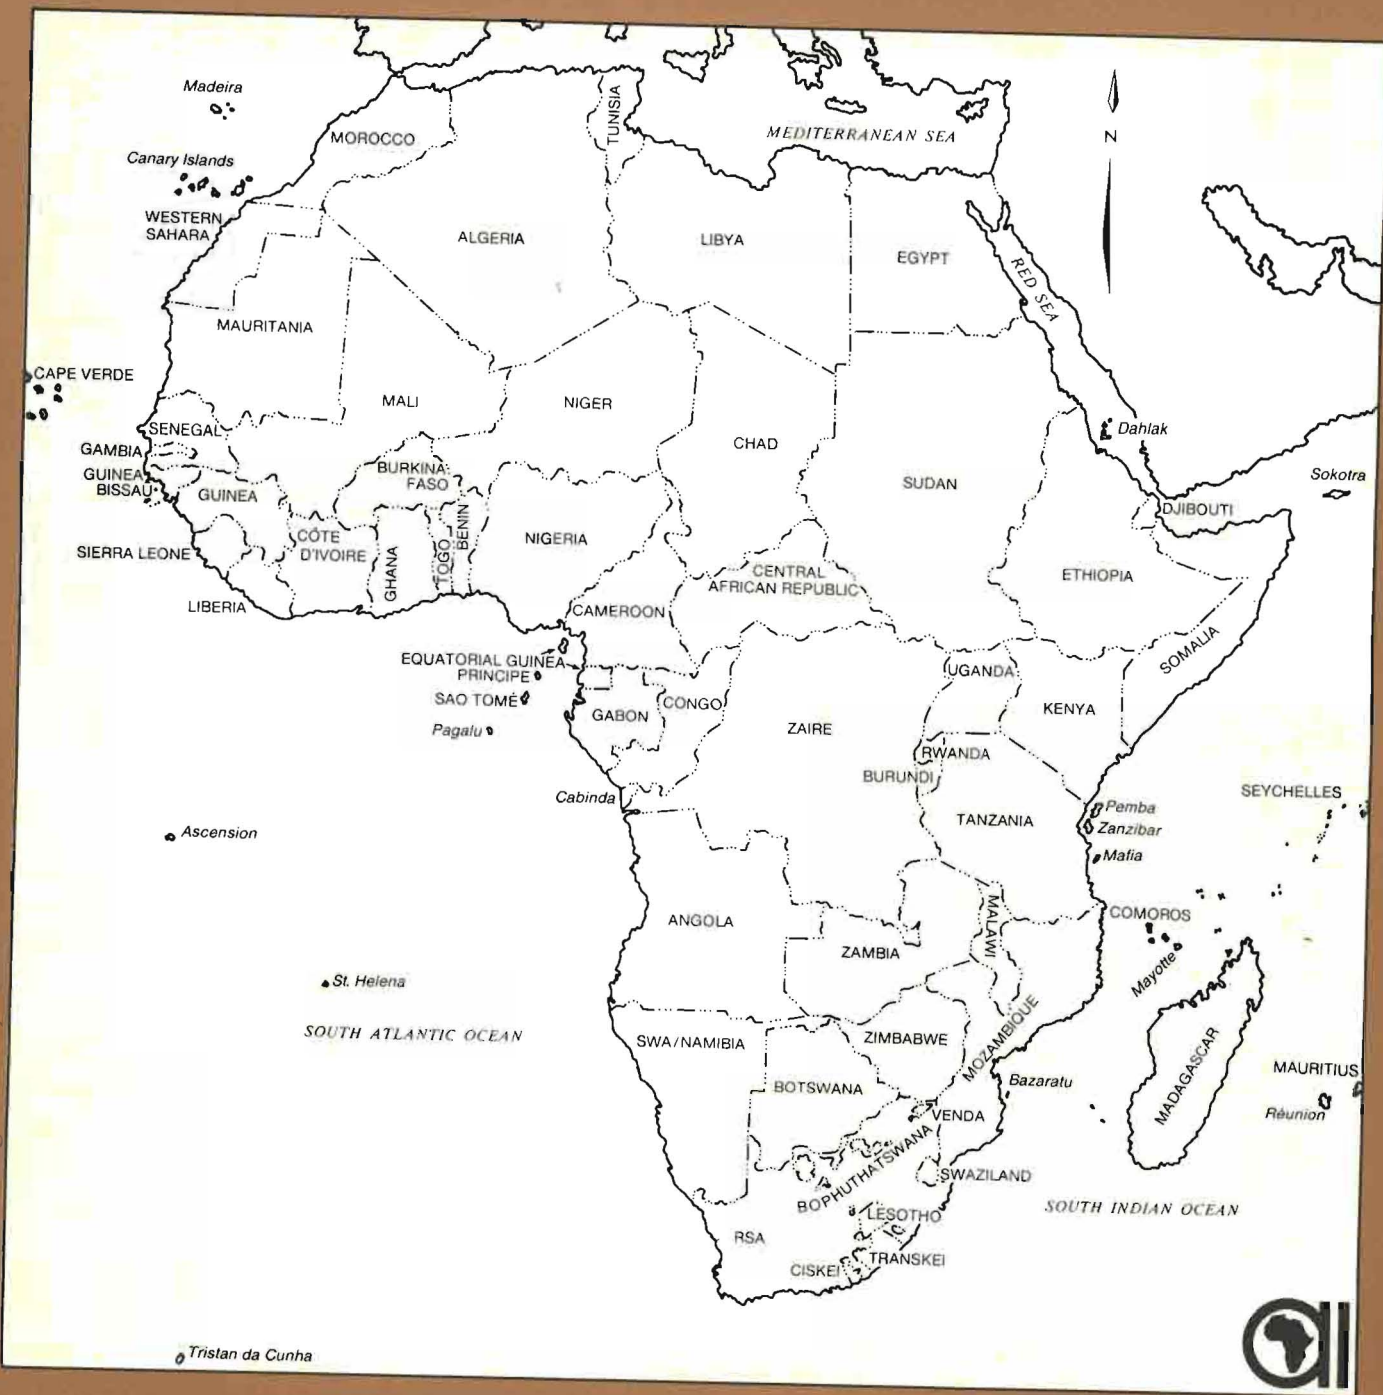 Madeira
Canary Islands
MEDITERRANEAN SEA
N
MOROCCO
TUNISIA
WESTERN
SAHARA
ALGERIA
LIBYA
EGYPT
RED SEA
MAURITANIA
CAPE VERDE
MALI
NIGER
CHAD
SUDAN
Dahlak
Sokotra
SENEGAL
GAMBIA
GUINEA
BISSAU
GUINEA
BURKINA
FASO
BENIN
NIGERIA
DJIBOUTI
CÔTE
D'IVOIRE
GHANA
TOGO
SIERRA LEONE
LIBERIA
CENTRAL
AFRICAN REPUBLIC
ETHIOPIA
CAMEROON
SOMALIA
EQUATORIAL GUINEA
PRINCIPE
SAO TOMÉ
Pagalu
GABON
CONGO
UGANDA
KENYA
ZAIRE
RWANDA
BURUNDI
Cabinda
TANZANIA
Pemba
Zanzibar
Mafia
SEYCHELLES
Ascension
ANGOLA
ZAMBIA
MALAWI
COMOROS
Mayotte
St. Helena
SOUTH ATLANTIC OCEAN
SWA/NAMIBIA
ZIMBABWE
MOZAMBIQUE
BOTSWANA
Bazaratu
MADAGASCAR
MAURITIUS
Réunion
VENDA
BOPHUTHATSWANA
SWAZILAND
SOUTH INDIAN OCEAN
LESOTHO
RSA
TRANSKEI
CISKEI
Tristan da Cunha
ai